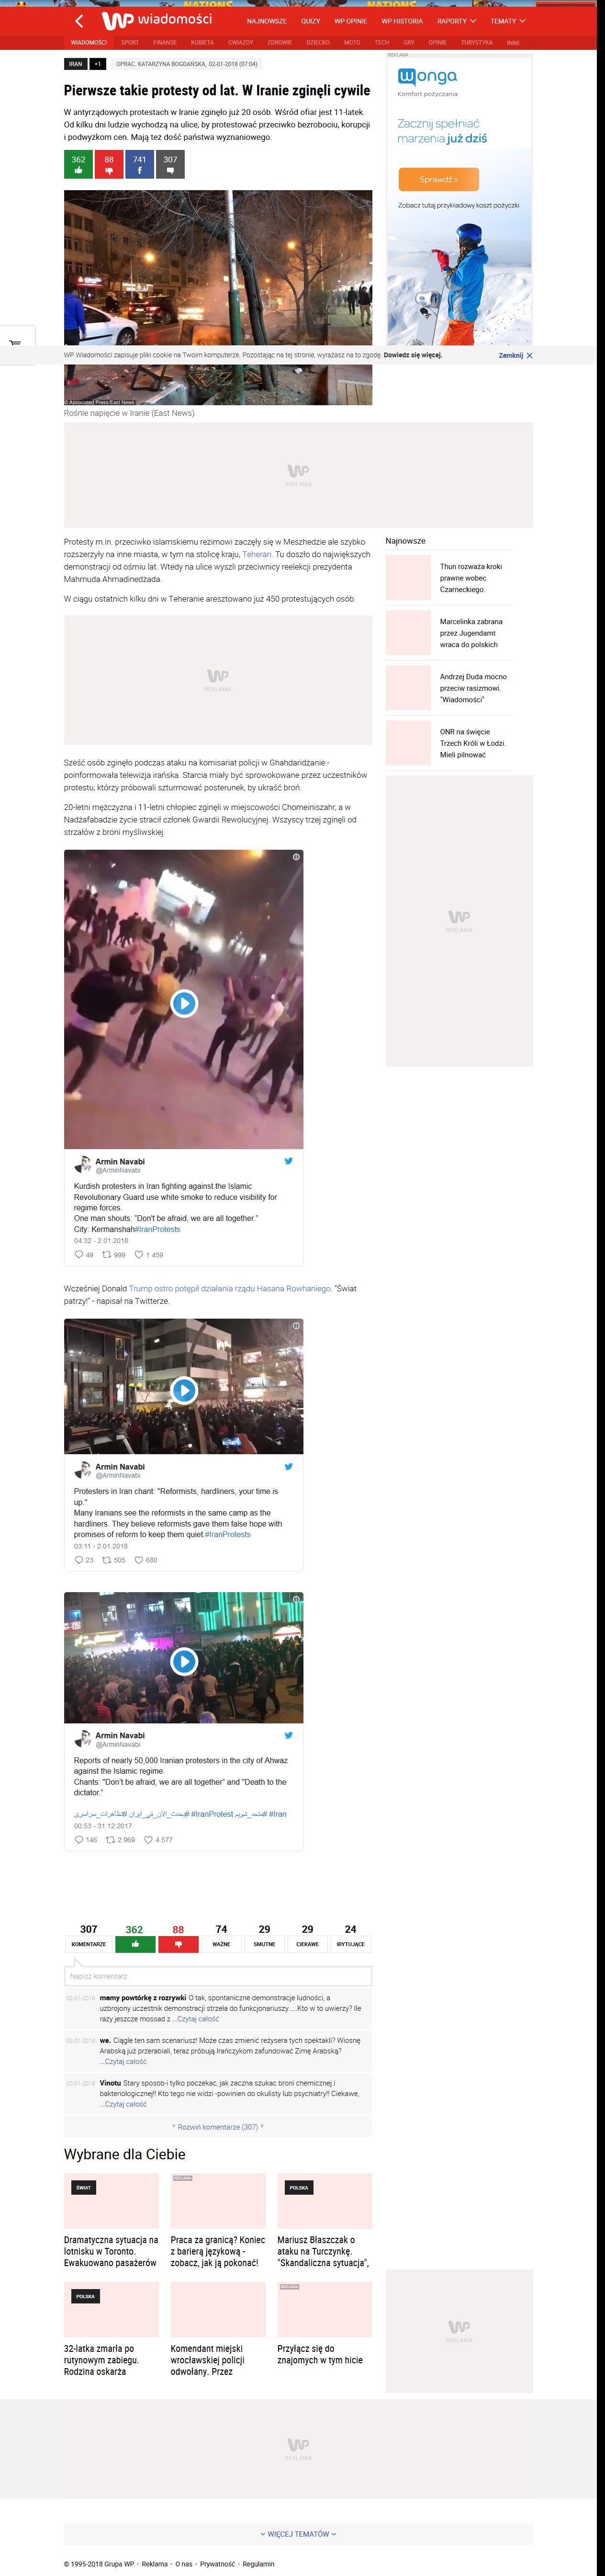 NATIONS
NATIONS
WP wiadomości
NAJNOWSZE QUIZY WP OPINIE WP HISTORIA RAPORTY TEMATY
WIADOMOŚCI SPORT FINANSE KOBIETA GWIAZDY ZDROWIE DZIECKO MOTO TECH GRY OPINIE TURYSTYKA INNE
IRAN +1 OPRAC. KATARZYNA BOGDAŃSKA, 02-01-2018 (07:04)
Pierwsze takie protesty od lat. W Iranie zginęli cywile
W antyrządowych protestach w Iranie zginęło już 20 osób. Wśród ofiar jest 11-latek.
Od kilku dni ludzie wychodzą na ulice, by protestować przeciwko bezrobociu, korupcji
i podwyżkom cen. Mają też dość państwa wyznaniowego.
362 88 741 307
REKLAMA
wonga
Komfort pożyczania
Zacznij spełniać
marzenia już dziś
Sprawdź »
Zobacz tutaj przykładowy koszt pożyczki
WP Wiadomości zapisuje pliki cookie na Twoim komputerze. Pozostając na tej stronie, wyrażasz na to zgodę. Dowiedz się więcej. Zamknij
© Associated Press East News
Rośnie napięcie w Iranie (East News)
WP
REKLAMA
Protesty m.in. przeciwko islamskiemu reżimowi zaczęły się w Meszhedzie ale szybko
rozszerzyły na inne miasta, w tym na stolicę kraju, Teheran. Tu doszło do największych
demonstracji od ośmiu lat. Wtedy na ulice wyszli przeciwnicy reelekcji prezydenta
Mahmuda Ahmadineżada.
W ciągu ostatnich kilku dni w Teheranie aresztowano już 450 protestujących osób.
WP
REKLAMA
Najnowsze
Thun rozważa kroki
prawne wobec
Czarneckiego.
Marcelinka zabrana
przez Jugendamt
wraca do polskich
Andrzej Duda mocno
przeciw rasizmowi.
"Wiadomości"
ONR na święcie
Trzech Króli w Łodzi.
Mieli pilnować
WP
REKLAMA
Sześć osób zginęło podczas ataku na komisariat policji w Ghahdaridżanie -
poinformowała telewizja irańska. Starcia miały być sprowokowane przez uczestników
protestu, którzy próbowali szturmować posterunek, by ukraść broń.
20-letni mężczyzna i 11-letni chłopiec zginęli w miejscowości Chomeiniszahr, a w
Nadżafabadzie życie stracił członek Gwardii Rewolucyjnej. Wszyscy trzej zginęli od
strzałów z broni myśliwskiej.
Armin Navabi
@ArminNavabi
Kurdish protesters in Iran fighting against the Islamic
Revolutionary Guard use white smoke to reduce visibility for
regime forces.
One man shouts: "Don't be afraid, we are all together."
City: Kermanshah#IranProtests
04:32 - 2.01.2018
49 999 1 459
Wcześniej Donald Trump ostro potępił działania rządu Hasana Rowhaniego. "Świat
patrzy!" - napisał na Twitterze.
Armin Navabi
@ArminNavabi
Protesters in Iran chant: "Reformists, hardliners, your time is
up."
Many Iranians see the reformists in the same camp as the
hardliners. They believe reformists gave them false hope with
promises of reform to keep them quiet.#IranProtests
03:11 - 2.01.2018
23 505 680
Armin Navabi
@ArminNavabi
Reports of nearly 50,000 Iranian protesters in the city of Ahwaz
against the Islamic regime.
Chants: "Don't be afraid, we are all together" and "Death to the
dictator."
#تظاهرات_سراسری #يحدث_الان_في_ايران #IranProtest #متحد_شویم #Iran
00:53 - 31.12.2017
146 2 969 4 577
307 362 88 74 29 29 24
KOMENTARZE WAŻNE SMUTNE CIEKAWE IRYTUJĄCE
Napisz komentarz
02-01-2018 mamy powtórkę z rozrywki O tak, spontaniczne demonstracje ludności, a
uzbrojony uczestnik demonstracji strzela do funkcjonariuszy.....Kto w to uwierzy? Ile
razy jeszcze mossad z ...Czytaj całość
02-01-2018 we. Ciągle ten sam scenariusz! Może czas zmienić reżysera tych spektakli? Wiosnę
Arabską już przerabiali, teraz próbują Irańczykom zafundować Zimę Arabską?
...Czytaj całość
02-01-2018 Vinotu Stary sposob-i tylko poczekac, jak zaczna szukac broni chemicznej i
bakteriologicznej!! Kto tego nie widzi -powinien do okulisty lub psychiatry!! Ciekawe,
...Czytaj całość
Rozwiń komentarze (307)
Wybrane dla Ciebie
ŚWIAT
Dramatyczna sytuacja na
lotnisku w Toronto.
Ewakuowano pasażerów
REKLAMA
Praca za granicą? Koniec
z barierą językową -
zobacz, jak ją pokonać!
POLSKA
Mariusz Błaszczak o
ataku na Turczynkę.
"Skandaliczna sytuacja",
POLSKA
32-latka zmarła po
rutynowym zabiegu.
Rodzina oskarża
Komendant miejski
wrocławskiej policji
odwołany. Przez
REKLAMA
Przyłącz się do
znajomych w tym hicie
WP
REKLAMA
WP
REKLAMA
WIĘCEJ TEMATÓW
© 1995-2018 Grupa WP • Reklama • O nas • Prywatność • Regulamin